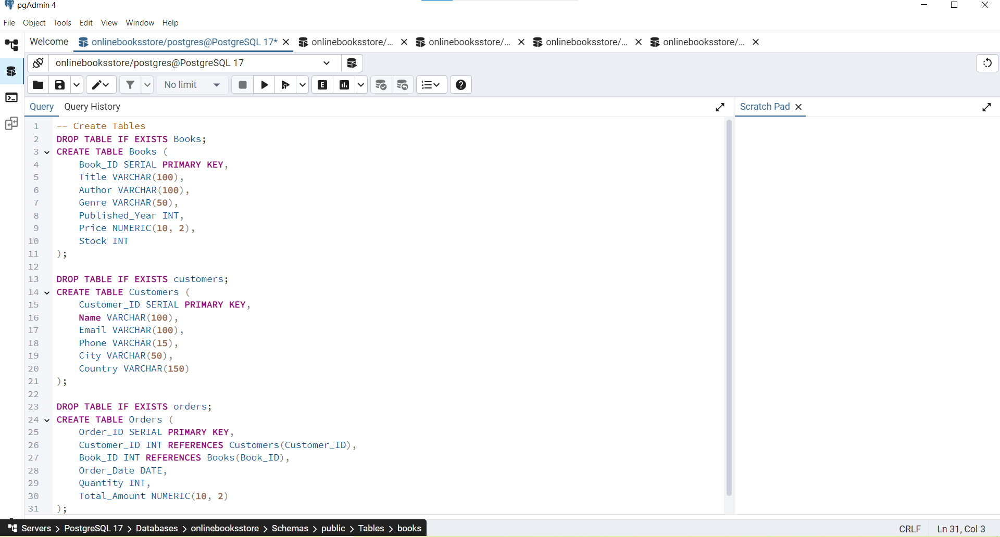 pgAdmin 4
File Object Tools Edit View Window Help
Welcome onlinebooksstore/postgres@PostgreSQL 17* onlinebooksstore/... onlinebooksstore/... onlinebooksstore/... onlinebooksstore/...
onlinebooksstore/postgres@PostgreSQL 17
No limit E
Query Query History Scratch Pad
1 -- Create Tables
2 DROP TABLE IF EXISTS Books;
3 CREATE TABLE Books (
4 Book_ID SERIAL PRIMARY KEY,
5 Title VARCHAR(100),
6 Author VARCHAR(100),
7 Genre VARCHAR(50),
8 Published_Year INT,
9 Price NUMERIC(10, 2),
10 Stock INT
11 );
12
13 DROP TABLE IF EXISTS customers;
14 CREATE TABLE Customers (
15 Customer_ID SERIAL PRIMARY KEY,
16 Name VARCHAR(100),
17 Email VARCHAR(100),
18 Phone VARCHAR(15),
19 City VARCHAR(50),
20 Country VARCHAR(150)
21 );
22
23 DROP TABLE IF EXISTS orders;
24 CREATE TABLE Orders (
25 Order_ID SERIAL PRIMARY KEY,
26 Customer_ID INT REFERENCES Customers(Customer_ID),
27 Book_ID INT REFERENCES Books(Book_ID),
28 Order_Date DATE,
29 Quantity INT,
30 Total_Amount NUMERIC(10, 2)
31 );
Servers > PostgreSQL 17 > Databases > onlinebooksstore > Schemas > public > Tables > books CRLF Ln 31, Col 3